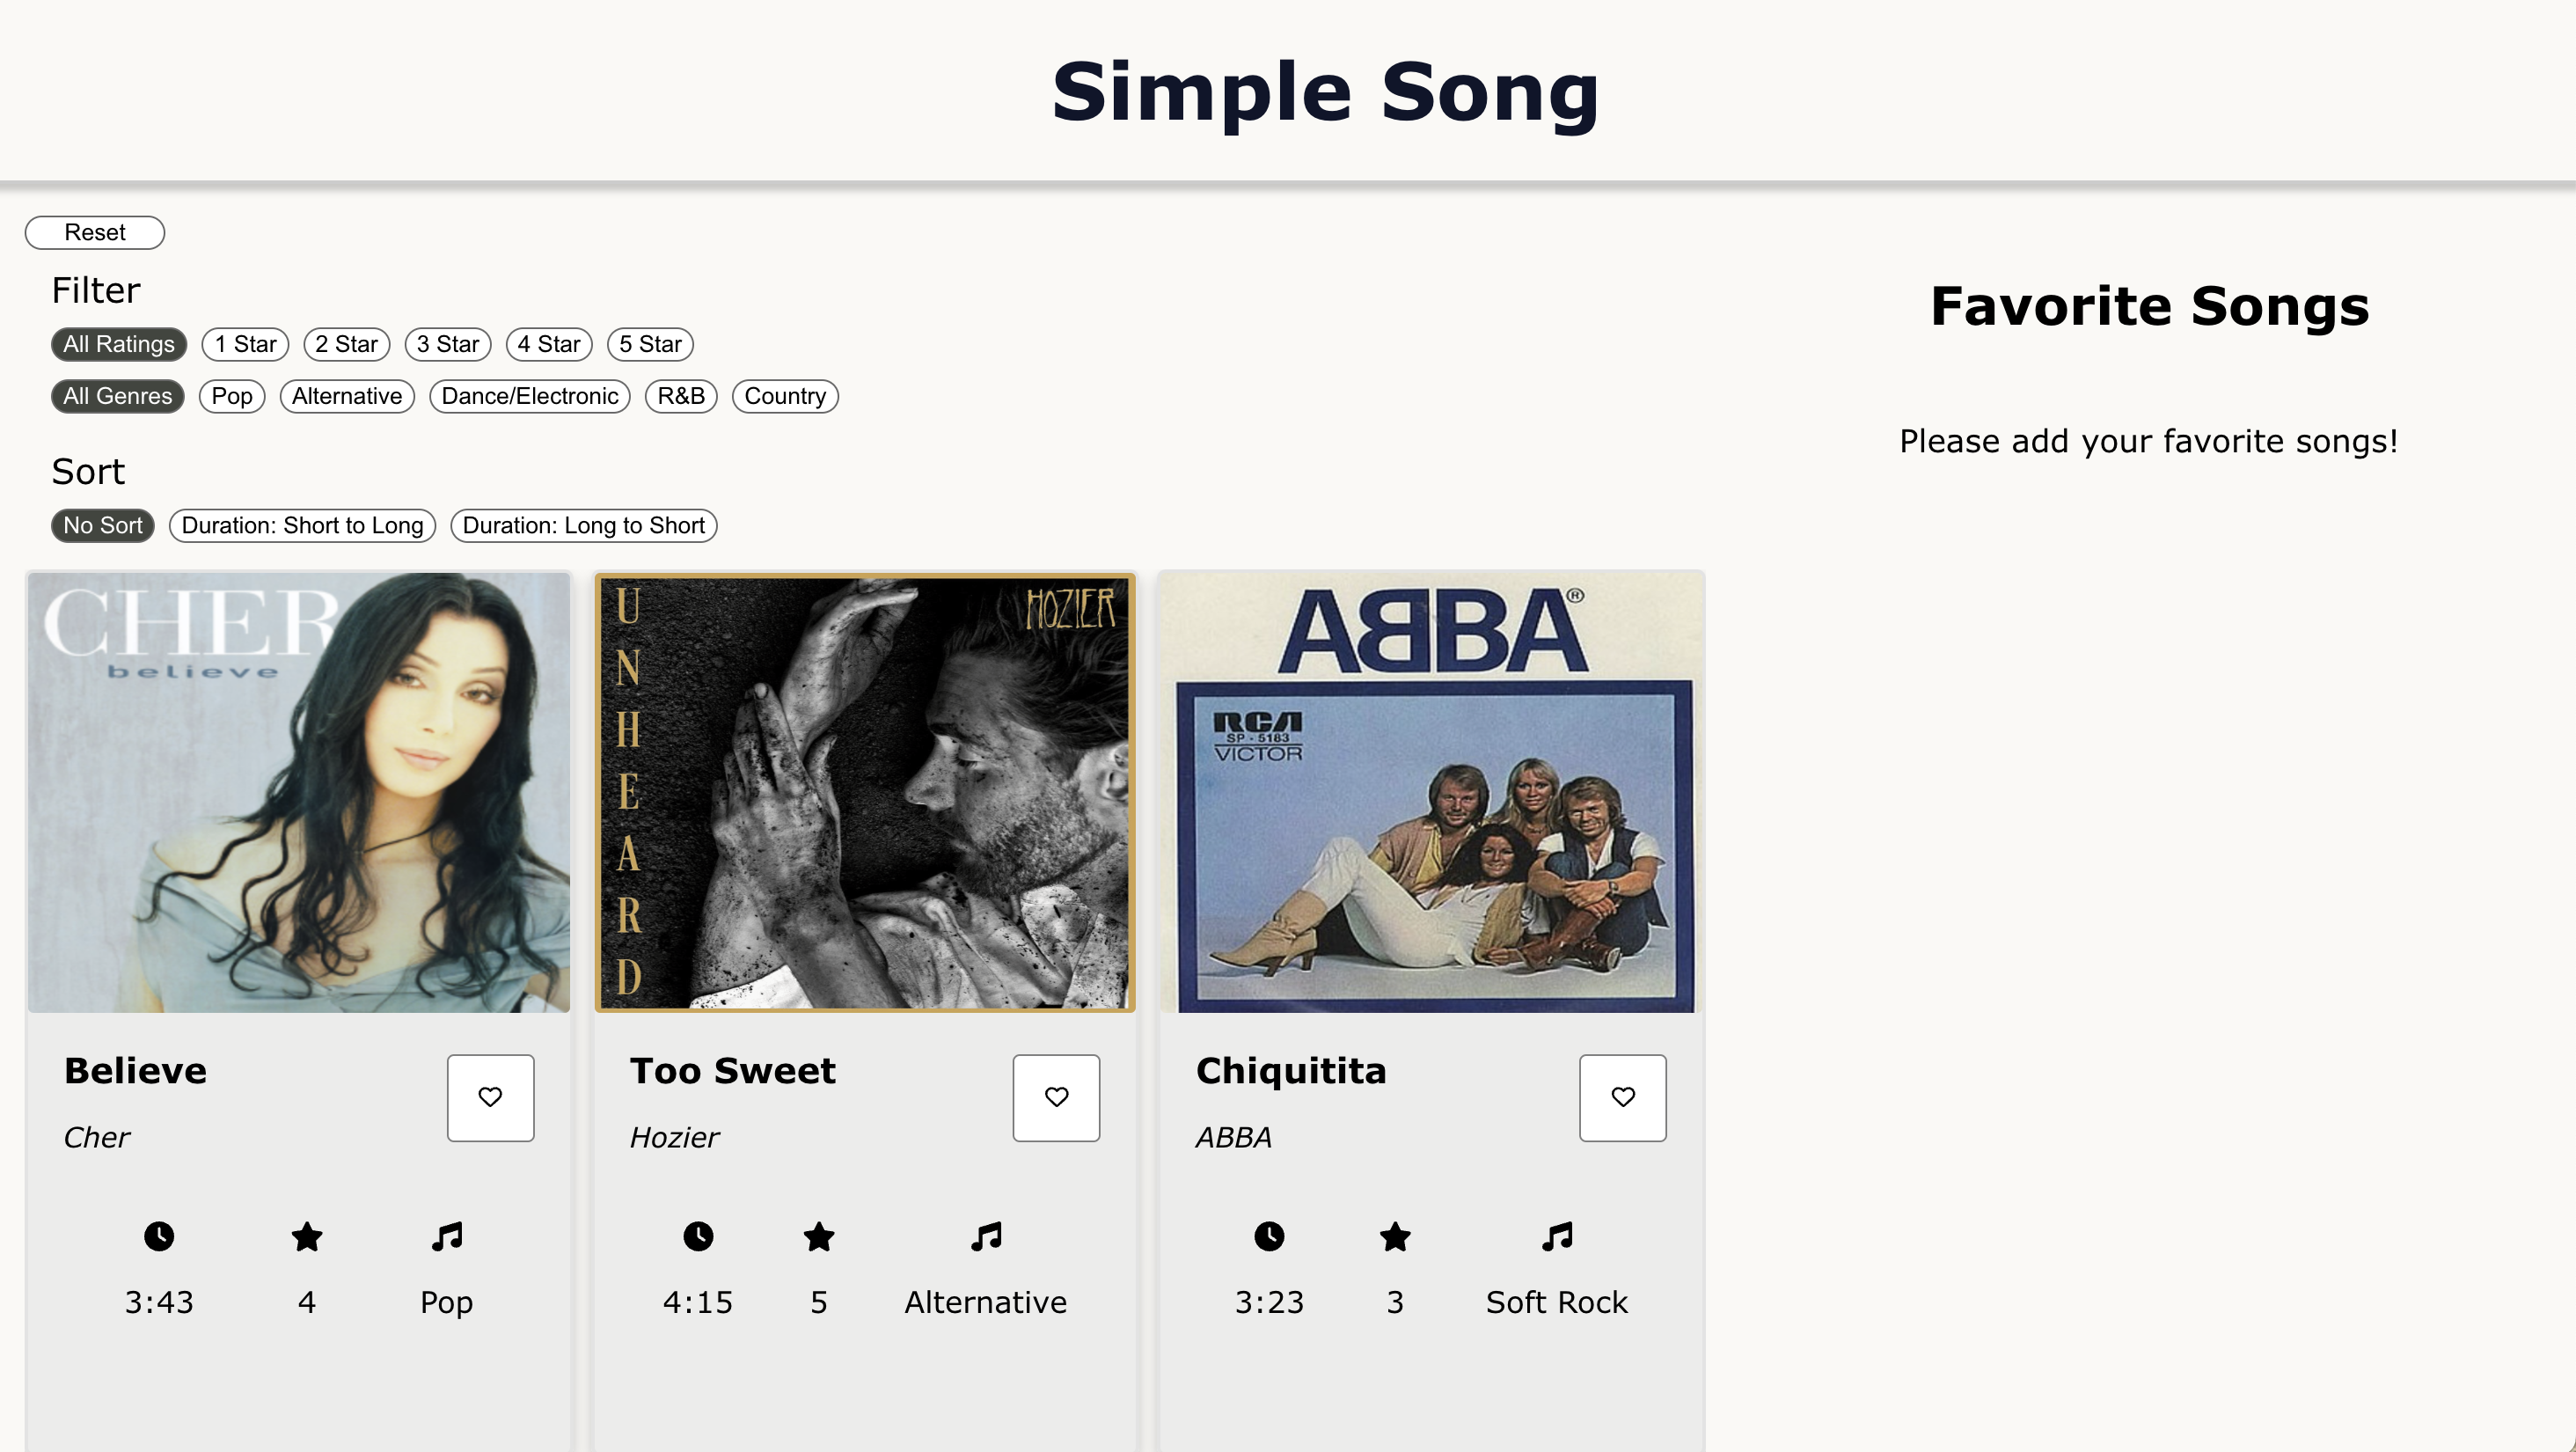 Simple Song
Reset
Filter
All Ratings 1 Star 2 Star 3 Star 4 Star 5 Star
All Genres Pop Alternative Dance/Electronic R&B Country
Sort
No Sort Duration: Short to Long Duration: Long to Short
CHER
believe
Believe
Cher
3:43 4 Pop
UNHEARD
HOZIER
Too Sweet
Hozier
4:15 5 Alternative
ABBA®
RCA
SP - 5183
VICTOR
Chiquitita
ABBA
3:23 3 Soft Rock
Favorite Songs
Please add your favorite songs!